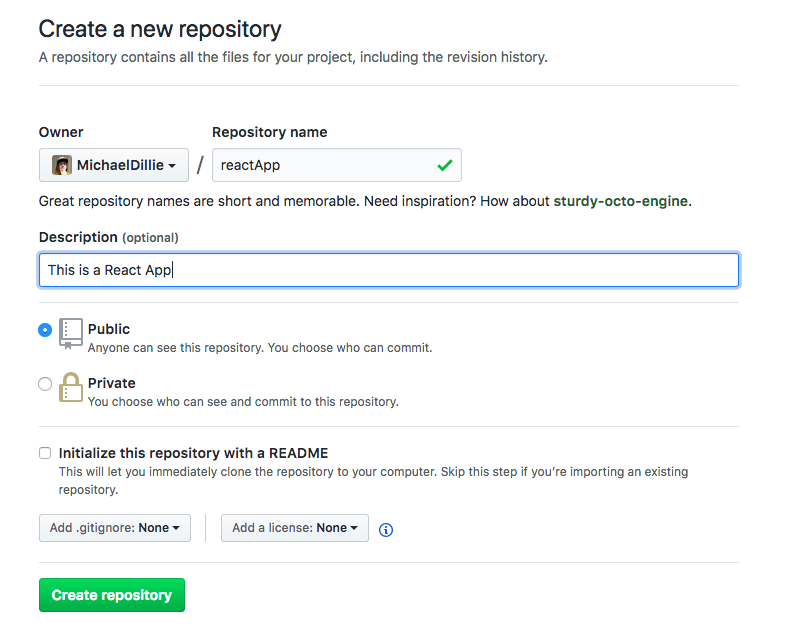 Create a new repository
A repository contains all the files for your project, including the revision history.
Owner Repository name
MichaelDillie / reactApp
Great repository names are short and memorable. Need inspiration? How about sturdy-octo-engine.
Description (optional)
This is a React App
Public
Anyone can see this repository. You choose who can commit.
Private
You choose who can see and commit to this repository.
Initialize this repository with a README
This will let you immediately clone the repository to your computer. Skip this step if you’re importing an existing
repository.
Add .gitignore: None Add a license: None
Create repository